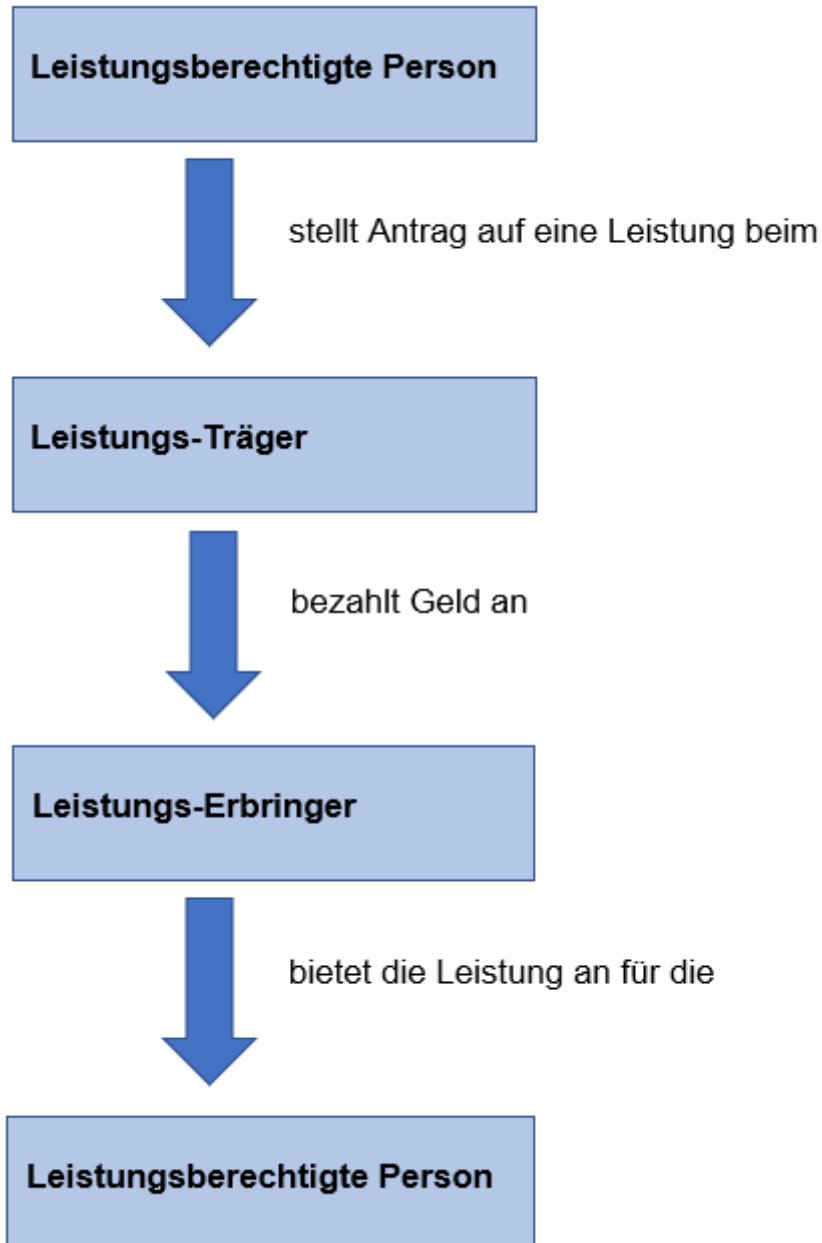 Leistungsberechtigte Person
stellt Antrag auf eine Leistung beim
Leistungs-Träger
bezahlt Geld an
Leistungs-Erbringer
bietet die Leistung an für die
Leistungsberechtigte Person